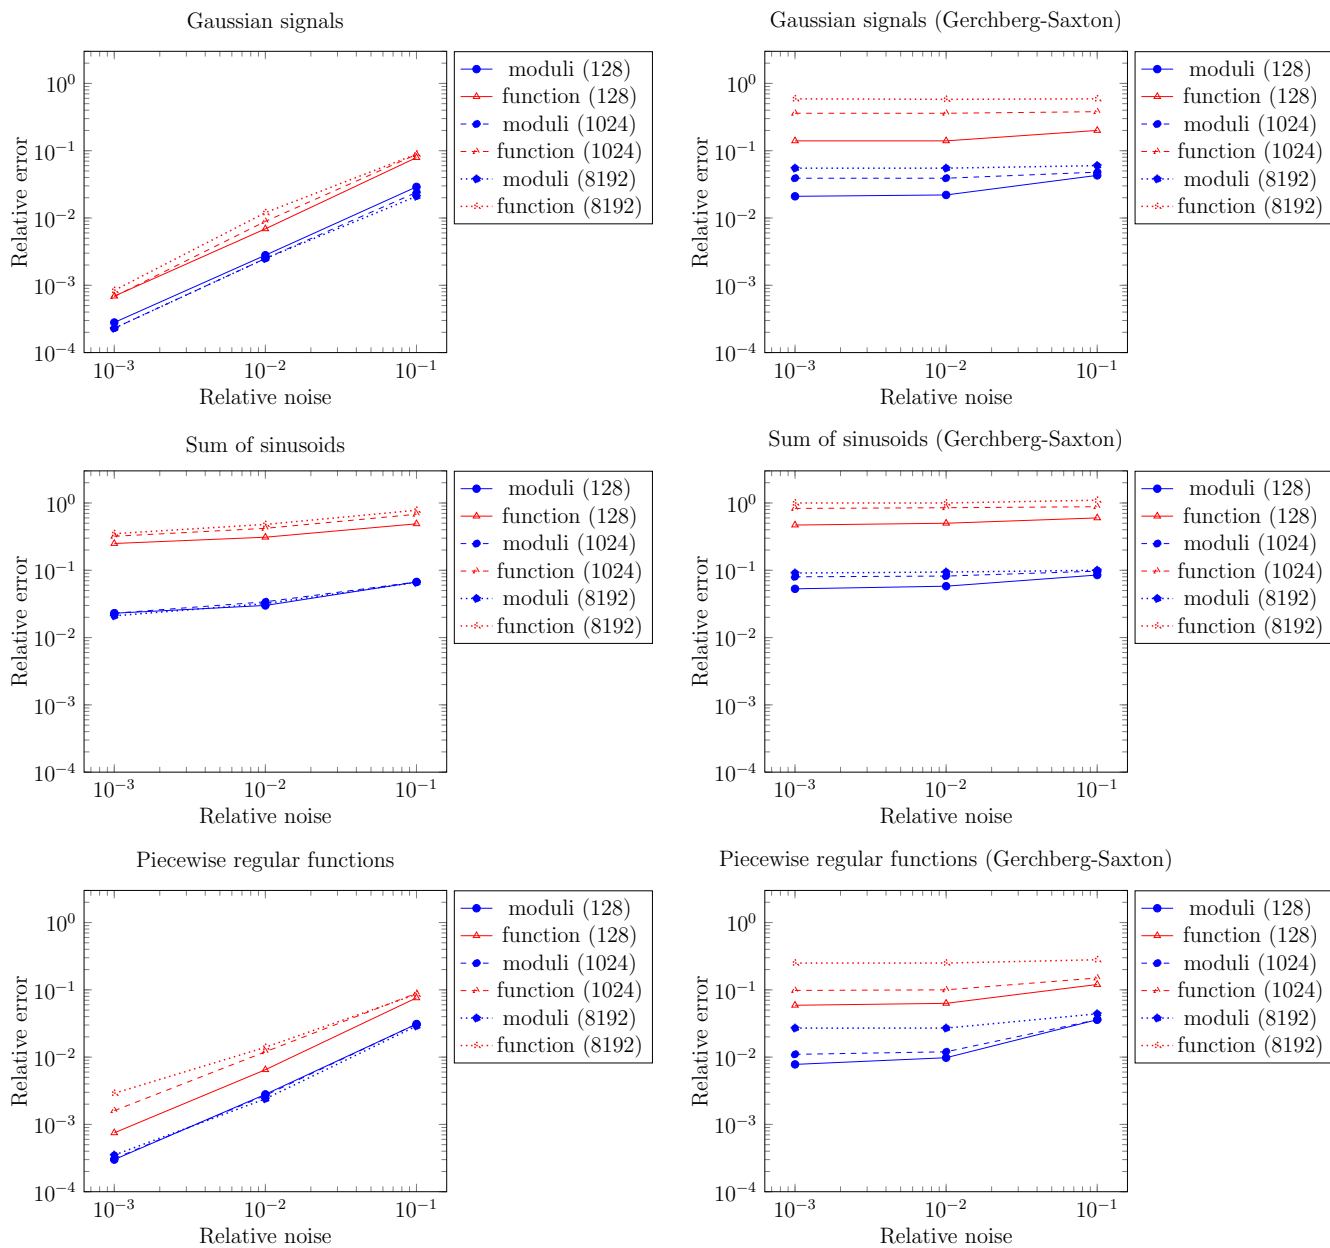 Gaussian signals
10^0
10^−1
10^−2
10^−3
10^−4
10^−3
10^−2
10^−1
Relative noise
Relative error
moduli (128)
function (128)
moduli (1024)
function (1024)
moduli (8192)
function (8192)
Gaussian signals (Gerchberg-Saxton)
10^0
10^−1
10^−2
10^−3
10^−4
10^−3
10^−2
10^−1
Relative noise
Relative error
moduli (128)
function (128)
moduli (1024)
function (1024)
moduli (8192)
function (8192)
Sum of sinusoids
10^0
10^−1
10^−2
10^−3
10^−4
10^−3
10^−2
10^−1
Relative noise
Relative error
moduli (128)
function (128)
moduli (1024)
function (1024)
moduli (8192)
function (8192)
Sum of sinusoids (Gerchberg-Saxton)
10^0
10^−1
10^−2
10^−3
10^−4
10^−3
10^−2
10^−1
Relative noise
Relative error
moduli (128)
function (128)
moduli (1024)
function (1024)
moduli (8192)
function (8192)
Piecewise regular functions
10^0
10^−1
10^−2
10^−3
10^−4
10^−3
10^−2
10^−1
Relative noise
Relative error
moduli (128)
function (128)
moduli (1024)
function (1024)
moduli (8192)
function (8192)
Piecewise regular functions (Gerchberg-Saxton)
10^0
10^−1
10^−2
10^−3
10^−4
10^−3
10^−2
10^−1
Relative noise
Relative error
moduli (128)
function (128)
moduli (1024)
function (1024)
moduli (8192)
function (8192)